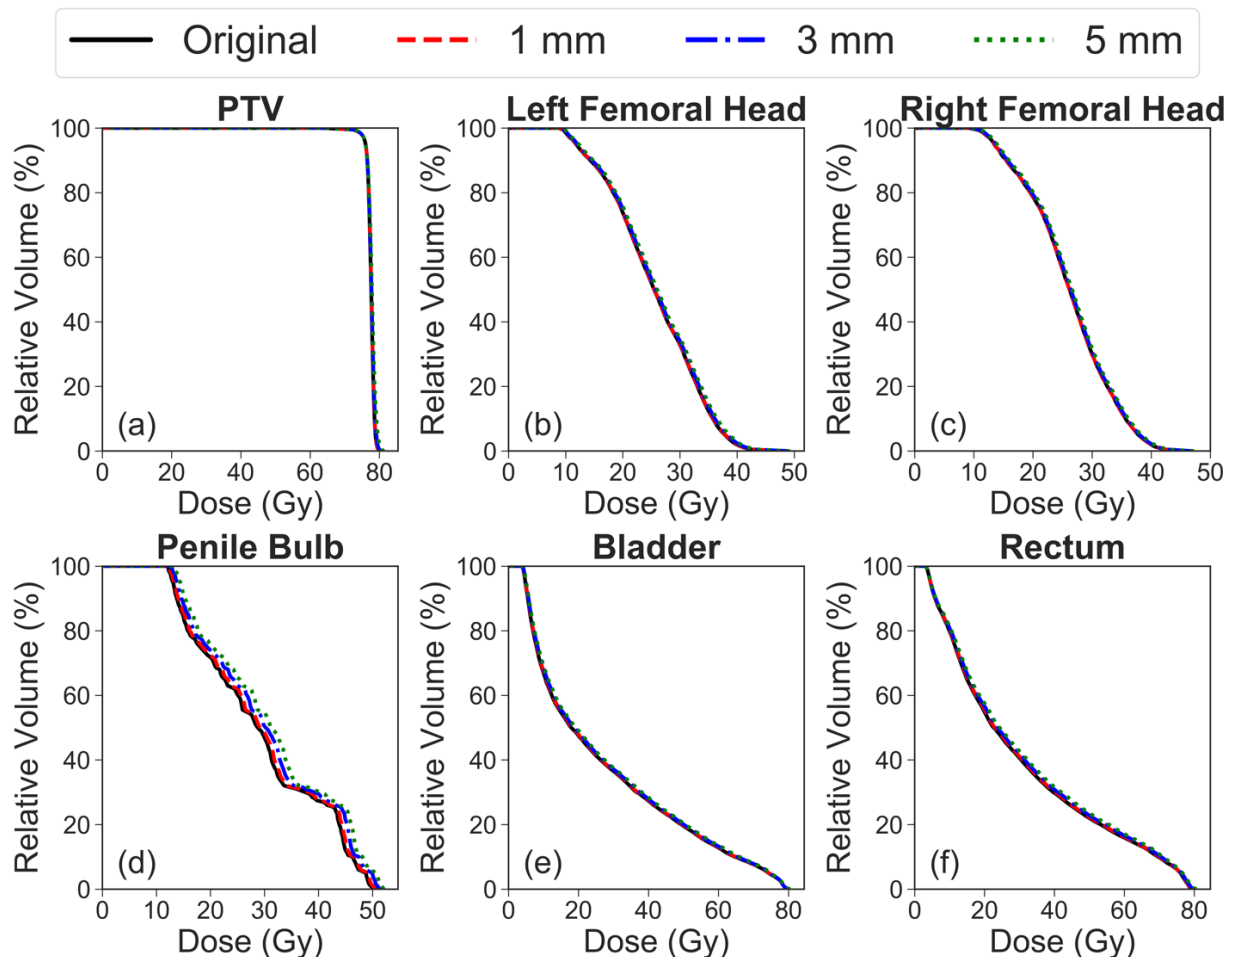 Original 1 mm 3 mm 5 mm
PTV Left Femoral Head Right Femoral Head
Relative Volume (%)
100
80
60
40
20
0
(a)
0 20 40 60 80
Dose (Gy)
Relative Volume (%)
100
80
60
40
20
0
(b)
0 10 20 30 40 50
Dose (Gy)
Relative Volume (%)
100
80
60
40
20
0
(c)
0 10 20 30 40 50
Dose (Gy)
Penile Bulb Bladder Rectum
Relative Volume (%)
100
80
60
40
20
0
(d)
0 10 20 30 40 50
Dose (Gy)
Relative Volume (%)
100
80
60
40
20
0
(e)
0 20 40 60 80
Dose (Gy)
Relative Volume (%)
100
80
60
40
20
0
(f)
0 20 40 60 80
Dose (Gy)